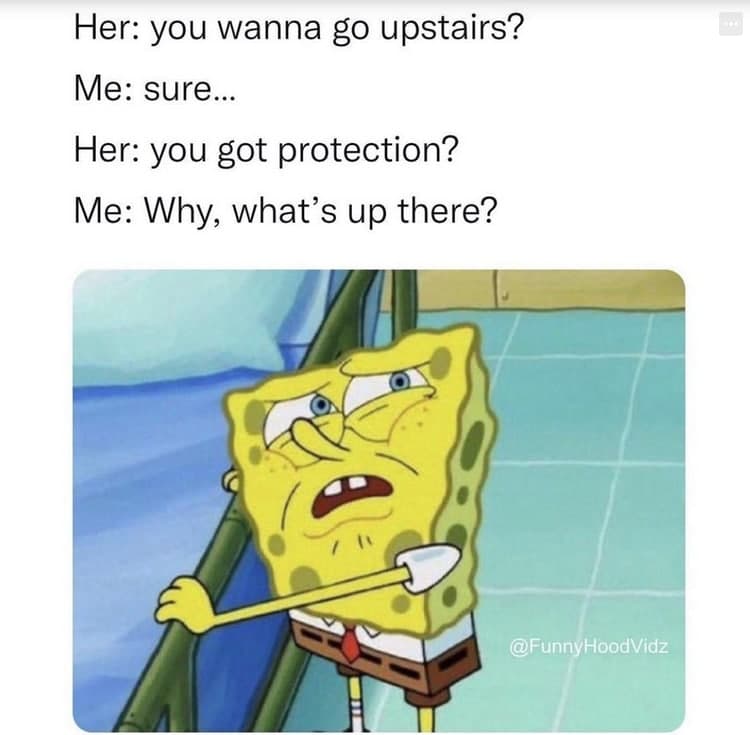 Her: you wanna go upstairs?
Me: sure...
Her: you got protection?
Me: Why, what’s up there?
@FunnyHoodVidz